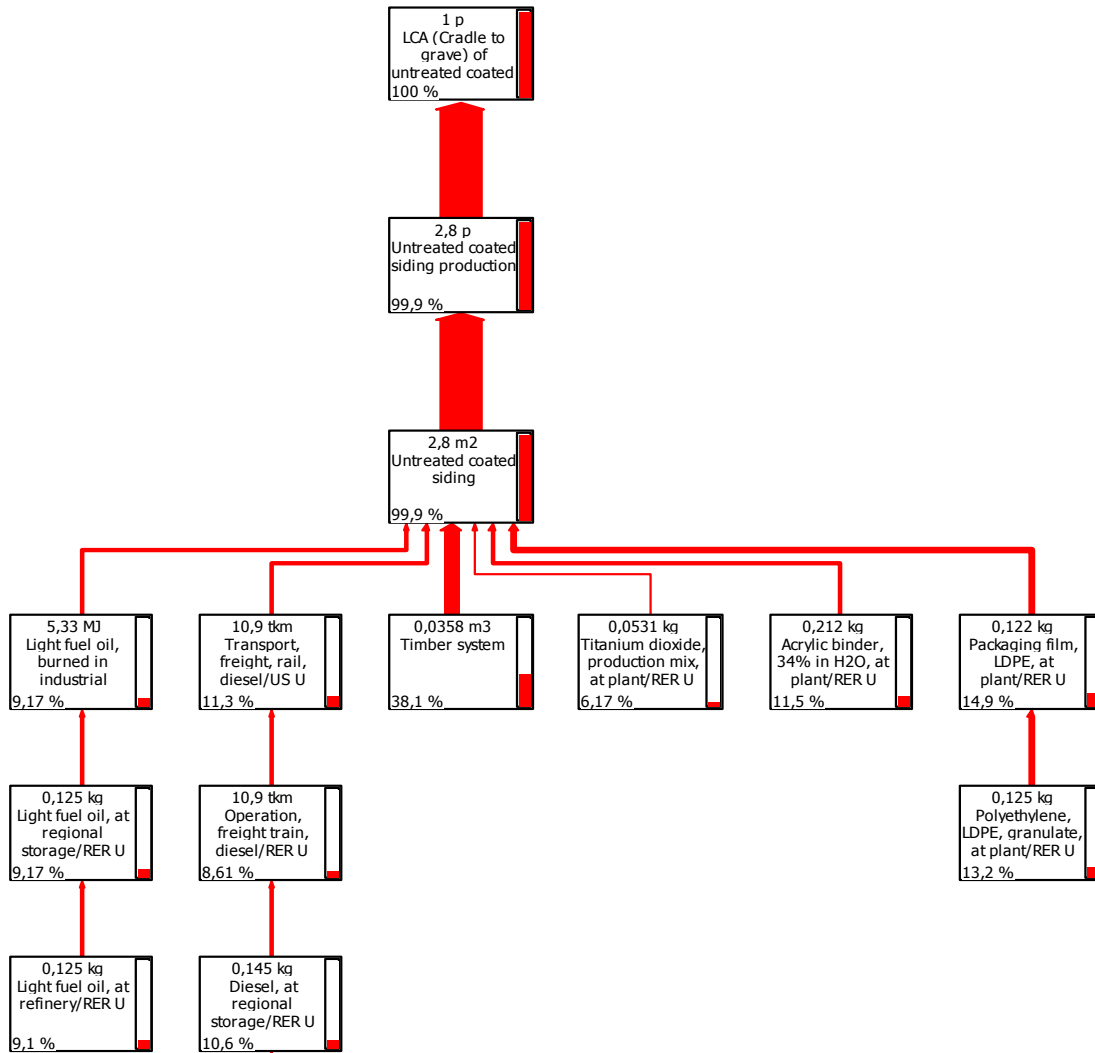 1 p
LCA (Cradle to
grave) of
untreated coated
100 %
2,8 p
Untreated coated
siding production
99,9 %
2,8 m2
Untreated coated
siding
99,9 %
5,33 MJ
Light fuel oil,
burned in
industrial
9,17 %
10,9 tkm
Transport,
freight, rail,
diesel/US U
11,3 %
0,0358 m3
Timber system
38,1 %
0,0531 kg
Titanium dioxide,
production mix,
at plant/RER U
6,17 %
0,212 kg
Acrylic binder,
34% in H2O, at
plant/RER U
11,5 %
0,122 kg
Packaging film,
LDPE, at
plant/RER U
14,9 %
0,125 kg
Light fuel oil, at
regional
storage/RER U
9,17 %
10,9 tkm
Operation,
freight train,
diesel/RER U
8,61 %
0,125 kg
Polyethylene,
LDPE, granulate,
at plant/RER U
13,2 %
0,125 kg
Light fuel oil, at
refinery/RER U
9,1 %
0,145 kg
Diesel, at
regional
storage/RER U
10,6 %